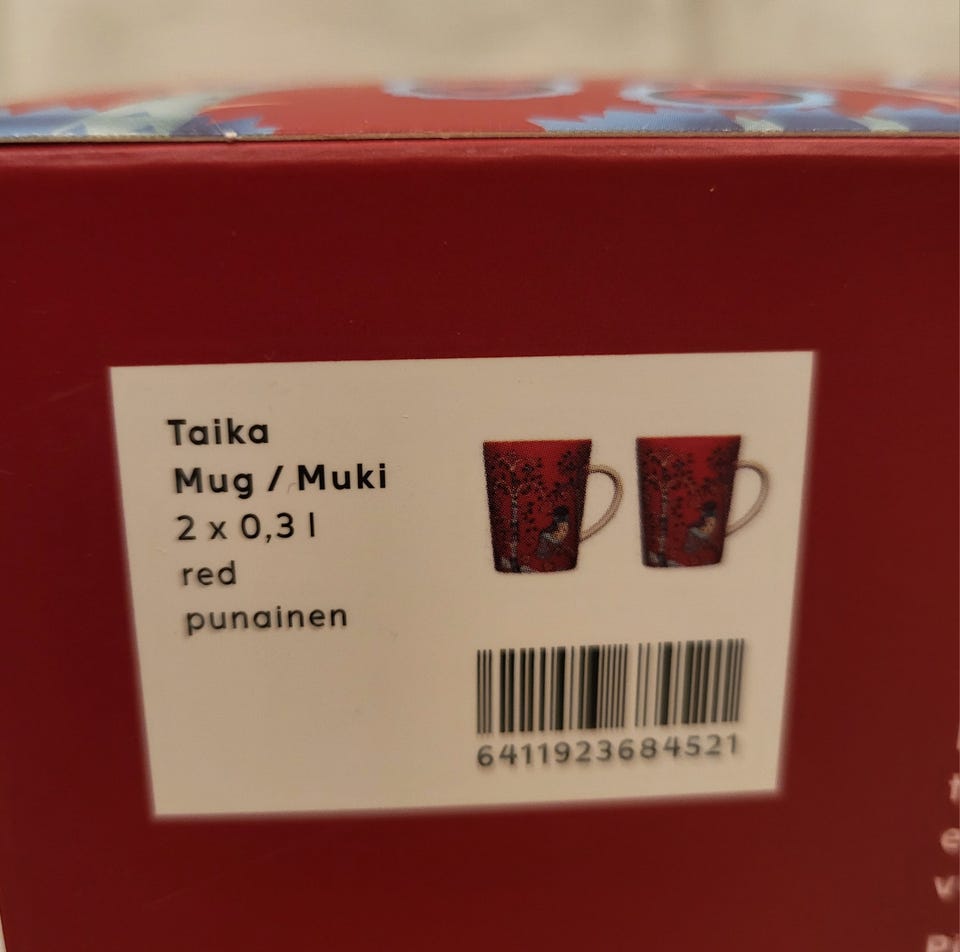 Taika
Mug / Muki
2 x 0,3 l
red
punainen
6411923684521